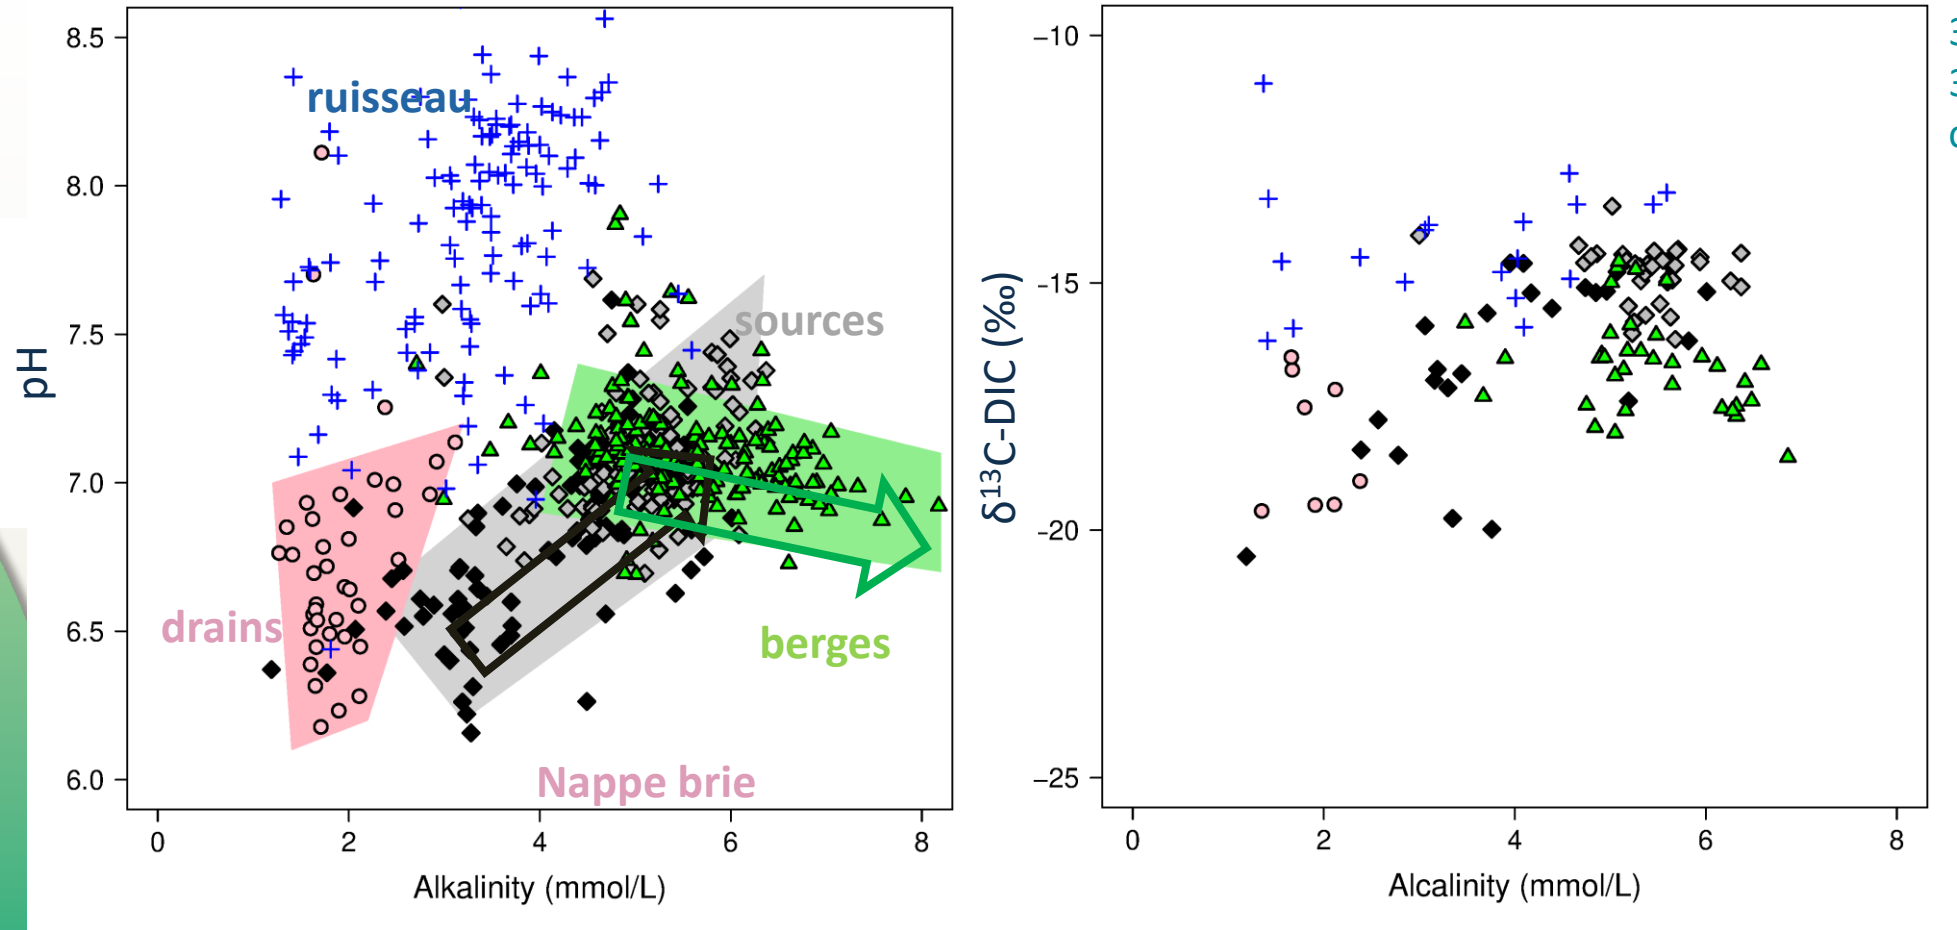 8.5
8.0
7.5
7.0
6.5
6.0
pH
ruisseau
sources
drains
berges
Nappe brie
0 2 4 6 8
Alkalinity (mmol/L)
−10
−15
−20
−25
δ¹³C-DIC (‰)
0 2 4 6 8
Alcalinity (mmol/L)